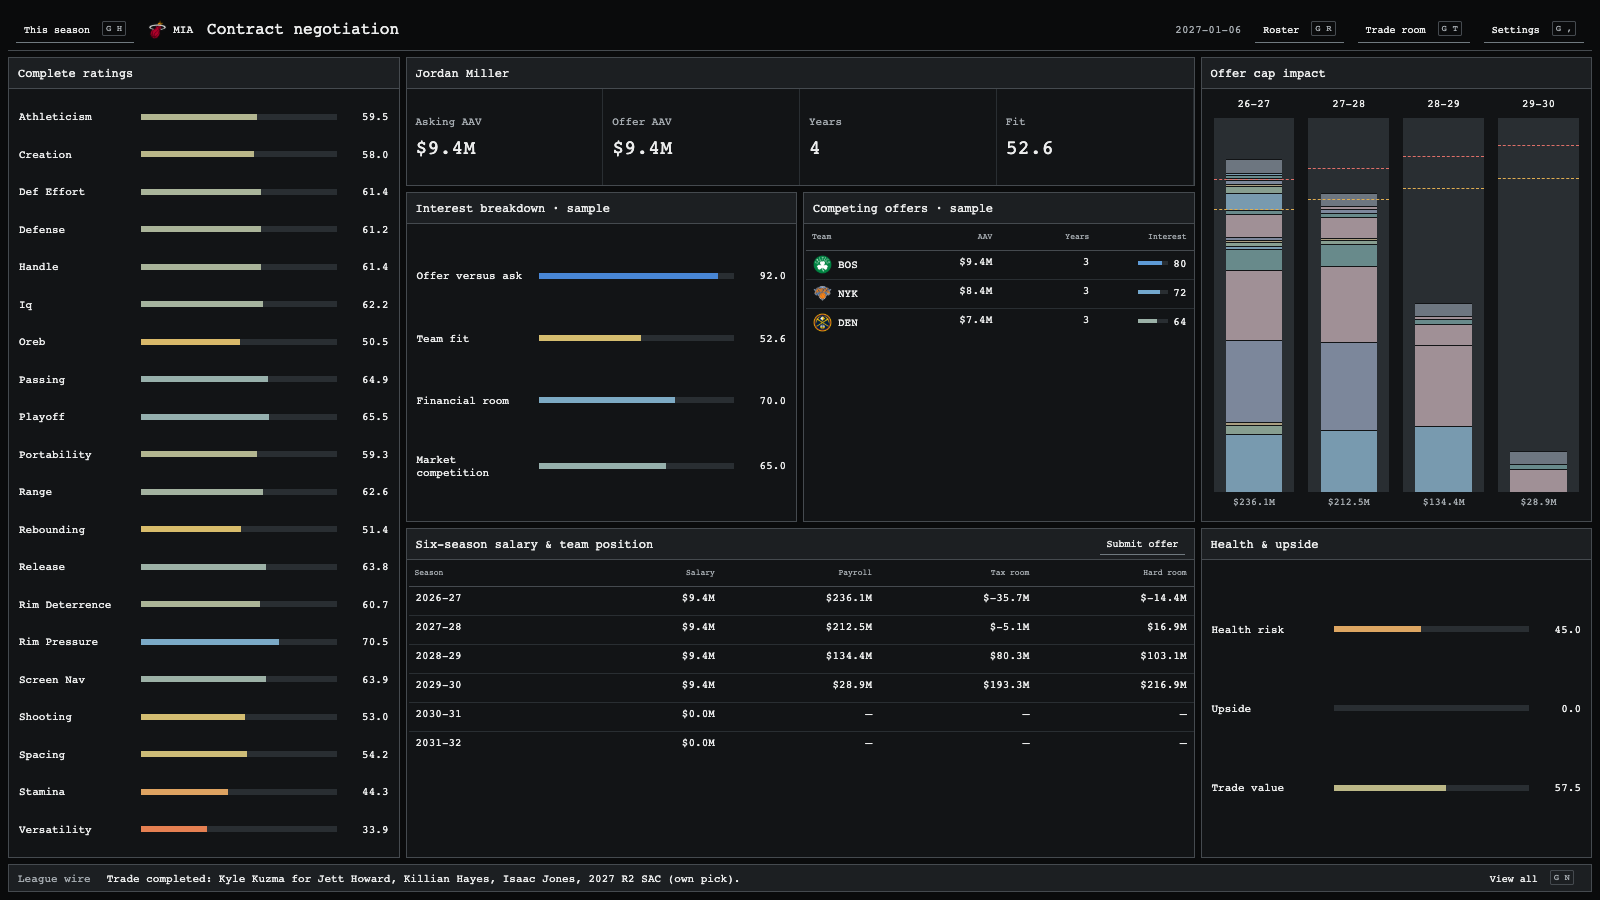 This season G H MIA Contract negotiation 2027-01-06 Roster G R Trade room G T Settings G ,
Complete ratings
Athleticism 59.5
Creation 58.0
Def Effort 61.4
Defense 61.2
Handle 61.4
Iq 62.2
Oreb 50.5
Passing 64.9
Playoff 65.5
Portability 59.3
Range 62.6
Rebounding 51.4
Release 63.8
Rim Deterrence 60.7
Rim Pressure 70.5
Screen Nav 63.9
Shooting 53.0
Spacing 54.2
Stamina 44.3
Versatility 33.9
Jordan Miller
Asking AAV Offer AAV Years Fit
$9.4M $9.4M 4 52.6
Interest breakdown · sample
Offer versus ask 92.0
Team fit 52.6
Financial room 70.0
Market
competition 65.0
Competing offers · sample
Team AAV Years Interest
BOS $9.4M 3 80
NYK $8.4M 3 72
DEN $7.4M 3 64
Offer cap impact
26-27 27-28 28-29 29-30
$236.1M $212.5M $134.4M $28.9M
Six-season salary & team position Submit offer
Season Salary Payroll Tax room Hard room
2026-27 $9.4M $236.1M $-35.7M $-14.4M
2027-28 $9.4M $212.5M $-5.1M $16.9M
2028-29 $9.4M $134.4M $80.3M $103.1M
2029-30 $9.4M $28.9M $193.3M $216.9M
2030-31 $0.0M — — —
2031-32 $0.0M — — —
Health & upside
Health risk 45.0
Upside 0.0
Trade value 57.5
League wire Trade completed: Kyle Kuzma for Jett Howard, Killian Hayes, Isaac Jones, 2027 R2 SAC (own pick). View all G N